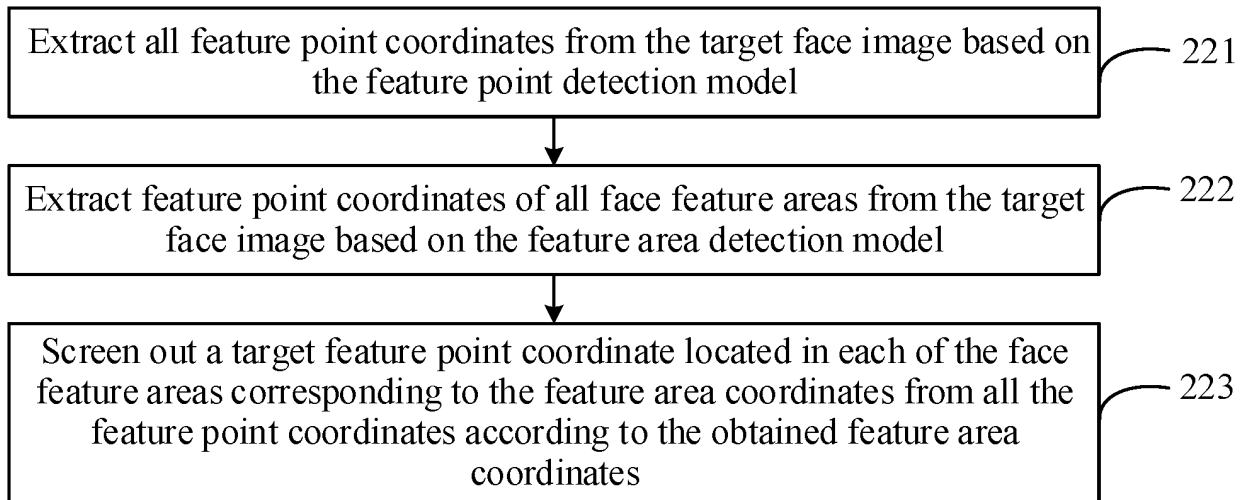 Extract all feature point coordinates from the target face image based on
the feature point detection model
221
Extract feature point coordinates of all face feature areas from the target
face image based on the feature area detection model
222
Screen out a target feature point coordinate located in each of the face
feature areas corresponding to the feature area coordinates from all the
feature point coordinates according to the obtained feature area
coordinates
223